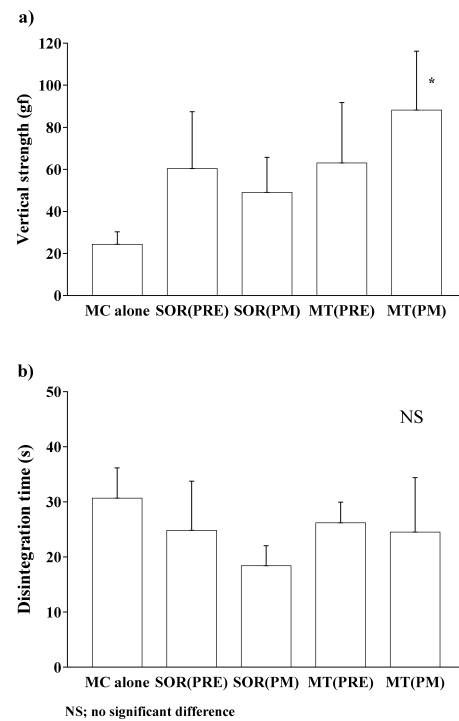 a)
Vertical strength (gf)
120
100
80
60
40
20
0
*
MC alone SOR(PRE) SOR(PM) MT(PRE) MT(PM)
b)
Disintegration time (s)
50
40
30
20
10
0
NS
MC alone SOR(PRE) SOR(PM) MT(PRE) MT(PM)
NS; no significant difference